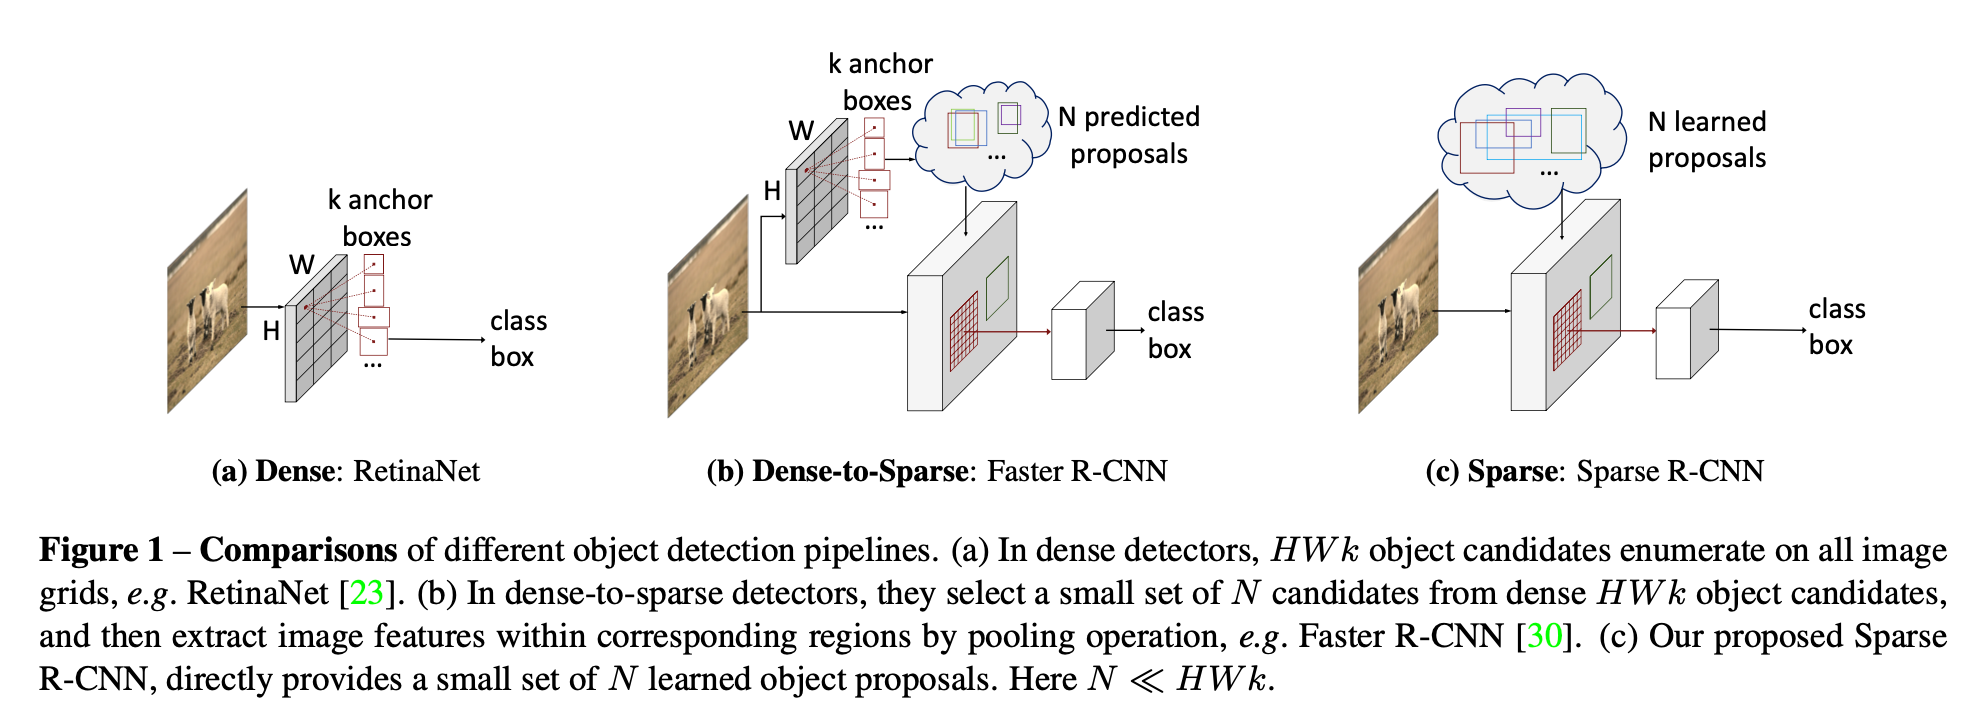 k anchor
boxes
W
H
...
class
box
(a) Dense: RetinaNet
k anchor
boxes
W
H
...
...
N predicted
proposals
class
box
(b) Dense-to-Sparse: Faster R-CNN
...
N learned
proposals
class
box
(c) Sparse: Sparse R-CNN
Figure 1 – Comparisons of different object detection pipelines. (a) In dense detectors, HWk object candidates enumerate on all image
grids, e.g. RetinaNet [23]. (b) In dense-to-sparse detectors, they select a small set of N candidates from dense HWk object candidates,
and then extract image features within corresponding regions by pooling operation, e.g. Faster R-CNN [30]. (c) Our proposed Sparse
R-CNN, directly provides a small set of N learned object proposals. Here N ≪ HWk.